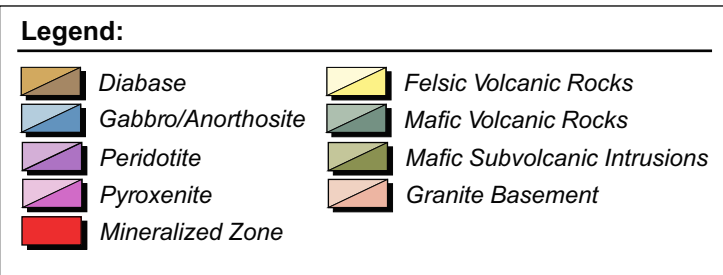 Legend:
Diabase
Gabbro/Anorthosite
Peridotite
Pyroxenite
Mineralized Zone
Felsic Volcanic Rocks
Mafic Volcanic Rocks
Mafic Subvolcanic Intrusions
Granite Basement